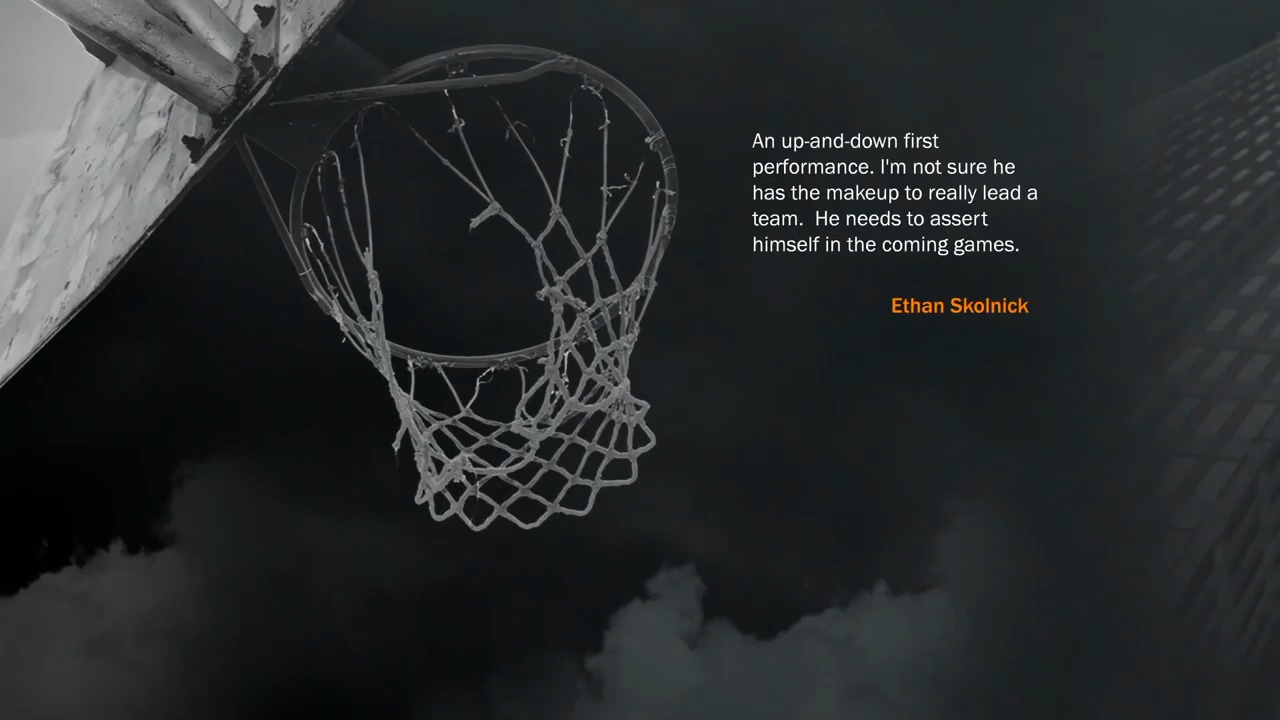 An up-and-down first
performance. I'm not sure he
has the makeup to really lead a
team.  He needs to assert
himself in the coming games.
Ethan Skolnick